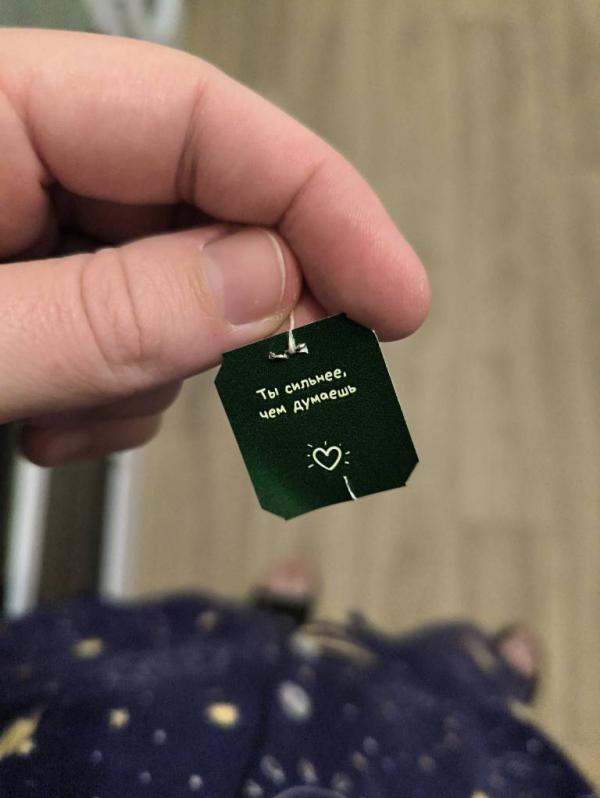 Ты сильнее,
чем думаешь